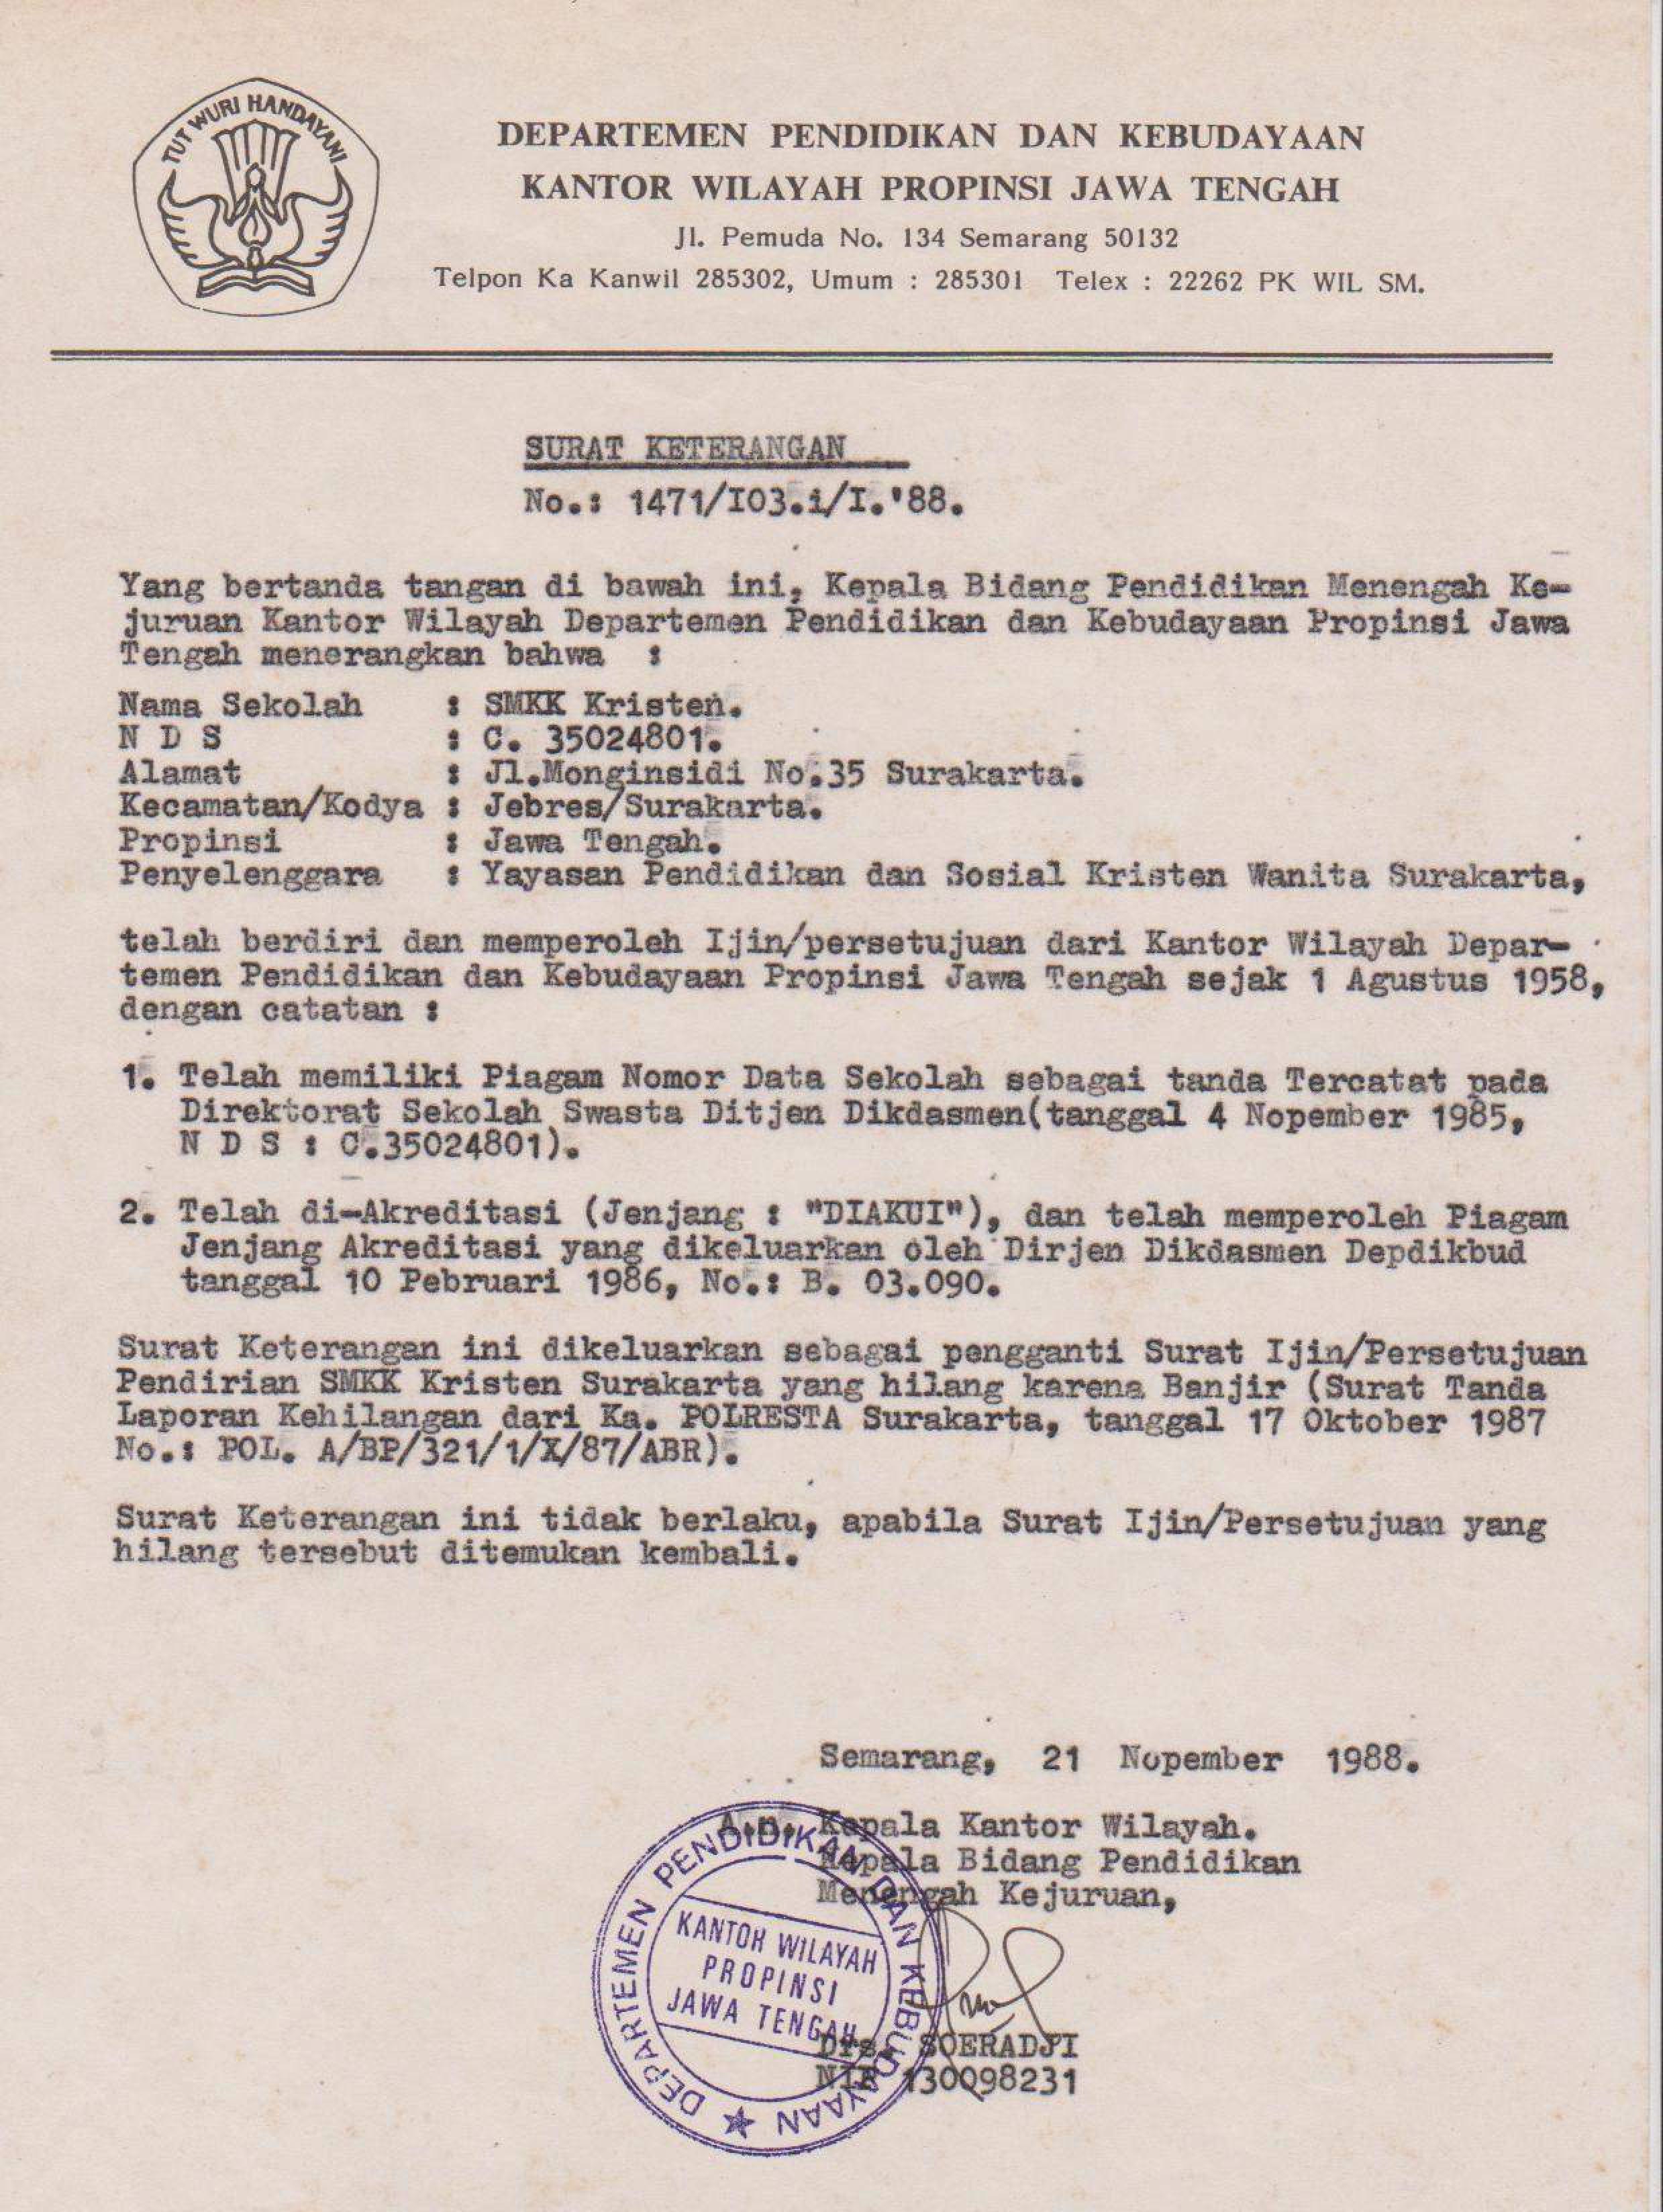 TUT WURI HANDAYANI
DEPARTEMEN PENDIDIKAN DAN KEBUDAYAAN
KANTOR WILAYAH PROPINSI JAWA TENGAH
Jl. Pemuda No. 134 Semarang 50132
Telpon Ka Kanwil 285302, Umum : 285301 Telex : 22262 PK WIL SM.
SURAT KETERANGAN
No.: 1471/I03.i/I.'88.
Yang bertanda tangan di bawah ini, Kepala Bidang Pendidikan Menengah Ke-
juruan Kantor Wilayah Departemen Pendidikan dan Kebudayaan Propinsi Jawa
Tengah menerangkan bahwa :
Nama Sekolah : SMKK Kristen.
N D S : C. 35024801.
Alamat : Jl.Monginsidi No.35 Surakarta.
Kecamatan/Kodya : Jebres/Surakarta.
Propinsi : Jawa Tengah.
Penyelenggara : Yayasan Pendidikan dan Sosial Kristen Wanita Surakarta,
telah berdiri dan memperoleh Ijin/persetujuan dari Kantor Wilayah Depar-
temen Pendidikan dan Kebudayaan Propinsi Jawa Tengah sejak 1 Agustus 1958,
dengan catatan :
1. Telah memiliki Piagam Nomor Data Sekolah sebagai tanda Tercatat pada
Direktorat Sekolah Swasta Ditjen Dikdasmen(tanggal 4 Nopember 1985,
N D S : C.35024801).
2. Telah di-Akreditasi (Jenjang : "DIAKUI"), dan telah memperoleh Piagam
Jenjang Akreditasi yang dikeluarkan oleh Dirjen Dikdasmen Depdikbud
tanggal 10 Pebruari 1986, No.: B. 03.090.
Surat Keterangan ini dikeluarkan sebagai pengganti Surat Ijin/Persetujuan
Pendirian SMKK Kristen Surakarta yang hilang karena Banjir (Surat Tanda
Laporan Kehilangan dari Ka. POLRESTA Surakarta, tanggal 17 Oktober 1987
No.: POL. A/BP/321/1/X/87/ABR).
Surat Keterangan ini tidak berlaku, apabila Surat Ijin/Persetujuan yang
hilang tersebut ditemukan kembali.
Semarang, 21 Nopember 1988.
A.n. Kepala Kantor Wilayah.
Kepala Bidang Pendidikan
Menengah Kejuruan,
DEPARTEMEN PENDIDIKAN DAN KEBUDAYAAN
KANTOR WILAYAH
PROPINSI
JAWA TENGAH
Drs. SOERADJI
NIP 130098231